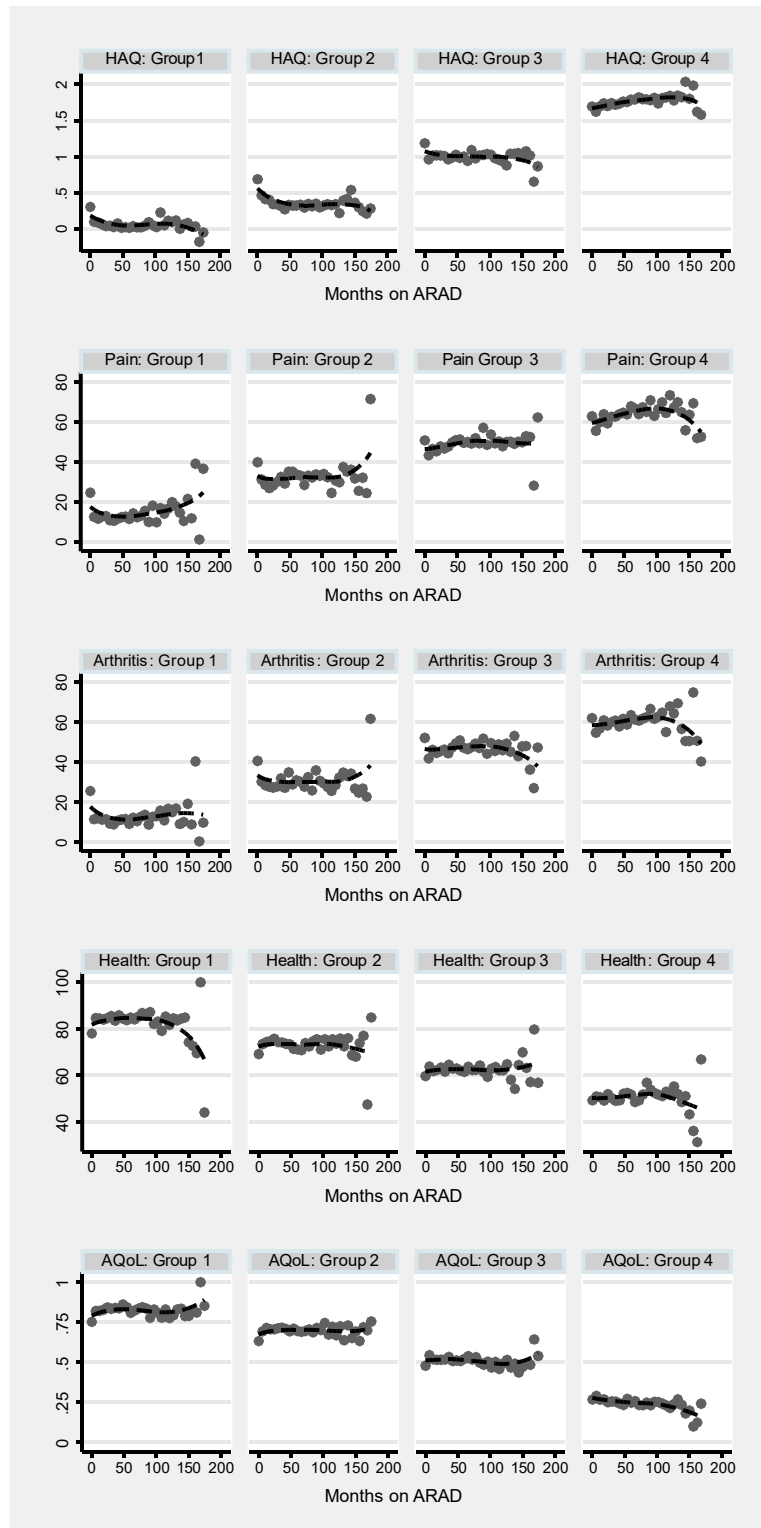 HAQ: Group1 HAQ: Group 2 HAQ: Group 3 HAQ: Group 4
2
1.5
1
.5
0
0 50 100 150 200 0 50 100 150 200 0 50 100 150 200 0 50 100 150 200
Months on ARAD
Pain: Group 1 Pain: Group 2 Pain Group 3 Pain: Group 4
80
60
40
20
0
0 50 100 150 200 0 50 100 150 200 0 50 100 150 200 0 50 100 150 200
Months on ARAD
Arthritis: Group 1 Arthritis: Group 2 Arthritis: Group 3 Arthritis: Group 4
80
60
40
20
0
0 50 100 150 200 0 50 100 150 200 0 50 100 150 200 0 50 100 150 200
Months on ARAD
Health: Group 1 Health: Group 2 Health: Group 3 Health: Group 4
100
80
60
40
0 50 100 150 200 0 50 100 150 200 0 50 100 150 200 0 50 100 150 200
Months on ARAD
AQoL: Group 1 AQoL: Group 2 AQoL: Group 3 AQoL: Group 4
1
.75
.5
.25
0
0 50 100 150 200 0 50 100 150 200 0 50 100 150 200 0 50 100 150 200
Months on ARAD